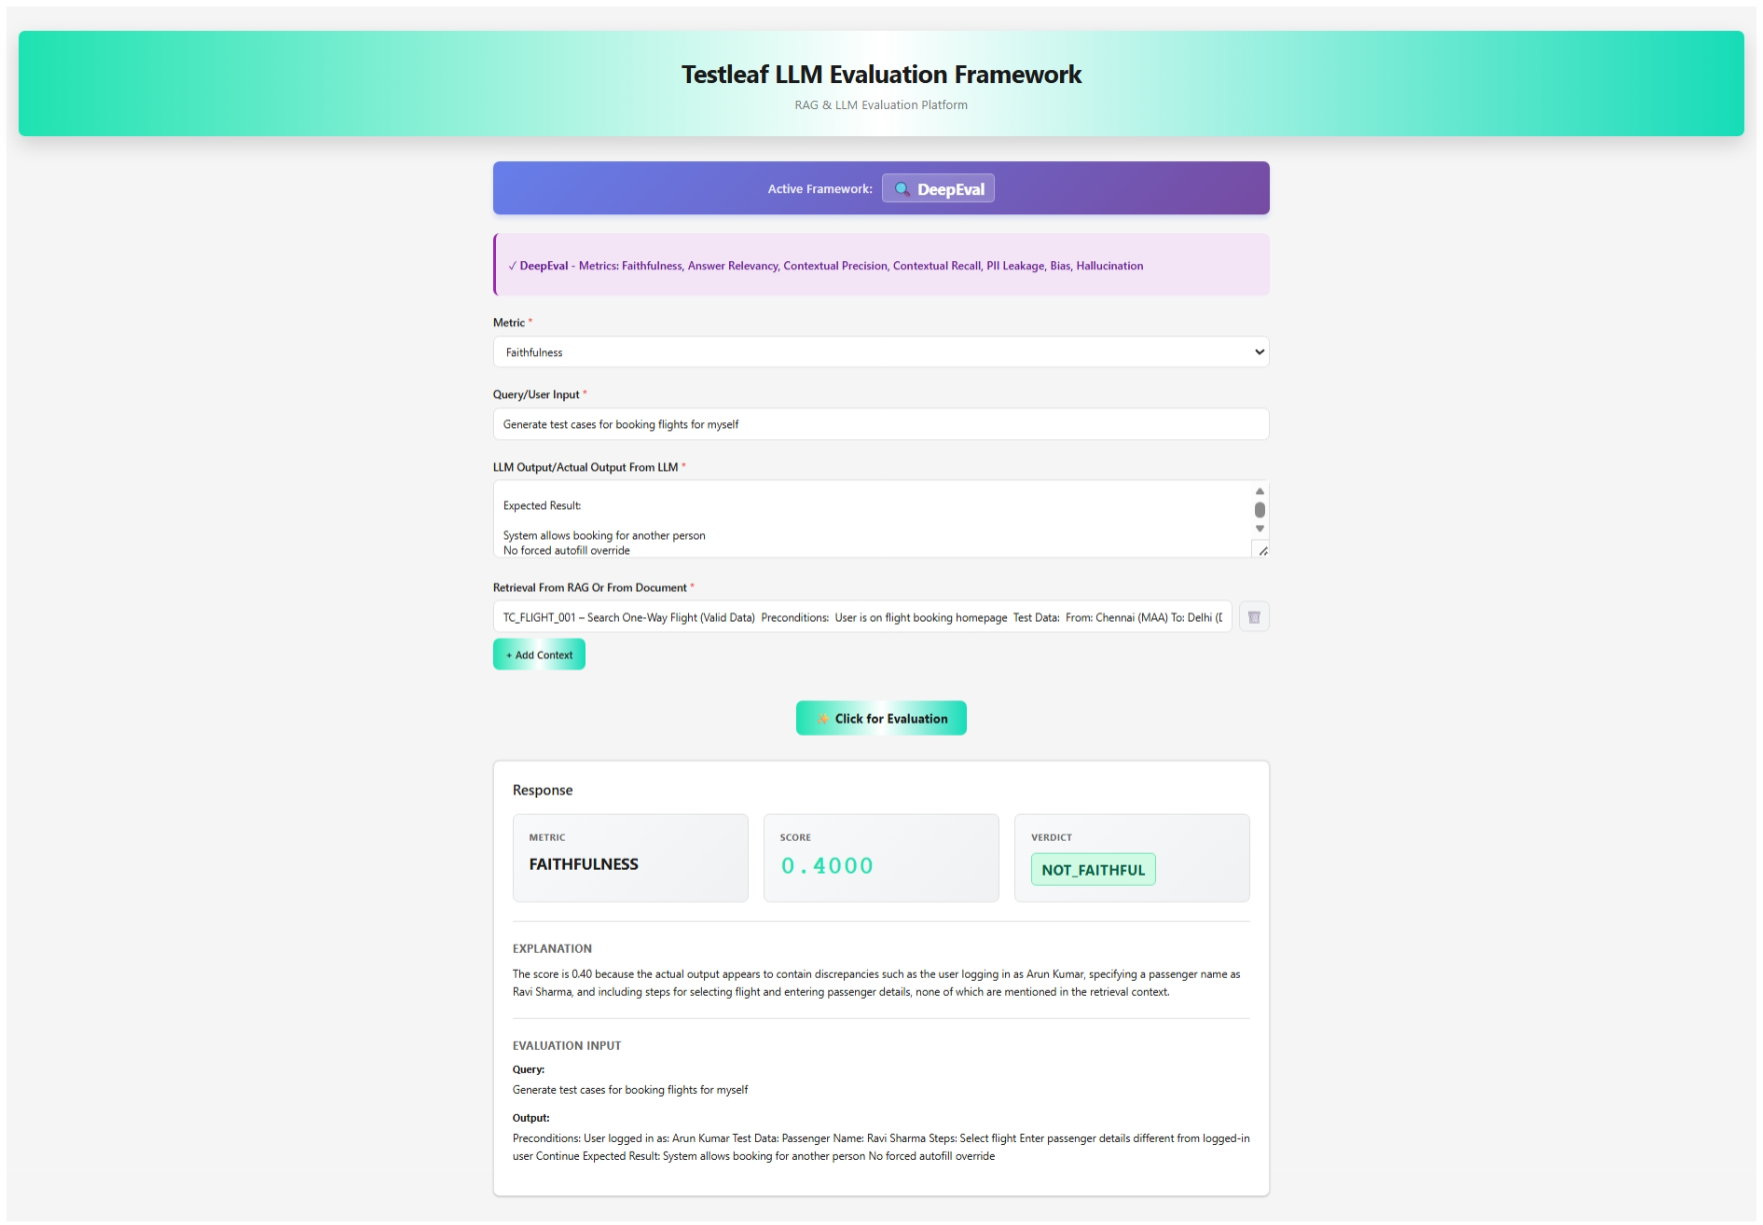 Testleaf LLM Evaluation Framework
RAG & LLM Evaluation Platform
Active Framework: 🔍 DeepEval
✓ DeepEval - Metrics: Faithfulness, Answer Relevancy, Contextual Precision, Contextual Recall, PII Leakage, Bias, Hallucination
Metric *
Faithfulness
Query/User Input *
Generate test cases for booking flights for myself
LLM Output/Actual Output From LLM *
Expected Result:
System allows booking for another person
No forced autofill override
Retrieval From RAG Or From Document *
TC_FLIGHT_001 – Search One-Way Flight (Valid Data) Preconditions: User is on flight booking homepage Test Data: From: Chennai (MAA) To: Delhi (D
+ Add Context
✨ Click for Evaluation
Response
METRIC
FAITHFULNESS
SCORE
0.4000
VERDICT
NOT_FAITHFUL
EXPLANATION
The score is 0.40 because the actual output appears to contain discrepancies such as the user logging in as Arun Kumar, specifying a passenger name as
Ravi Sharma, and including steps for selecting flight and entering passenger details, none of which are mentioned in the retrieval context.
EVALUATION INPUT
Query:
Generate test cases for booking flights for myself
Output:
Preconditions: User logged in as: Arun Kumar Test Data: Passenger Name: Ravi Sharma Steps: Select flight Enter passenger details different from logged-in
user Continue Expected Result: System allows booking for another person No forced autofill override